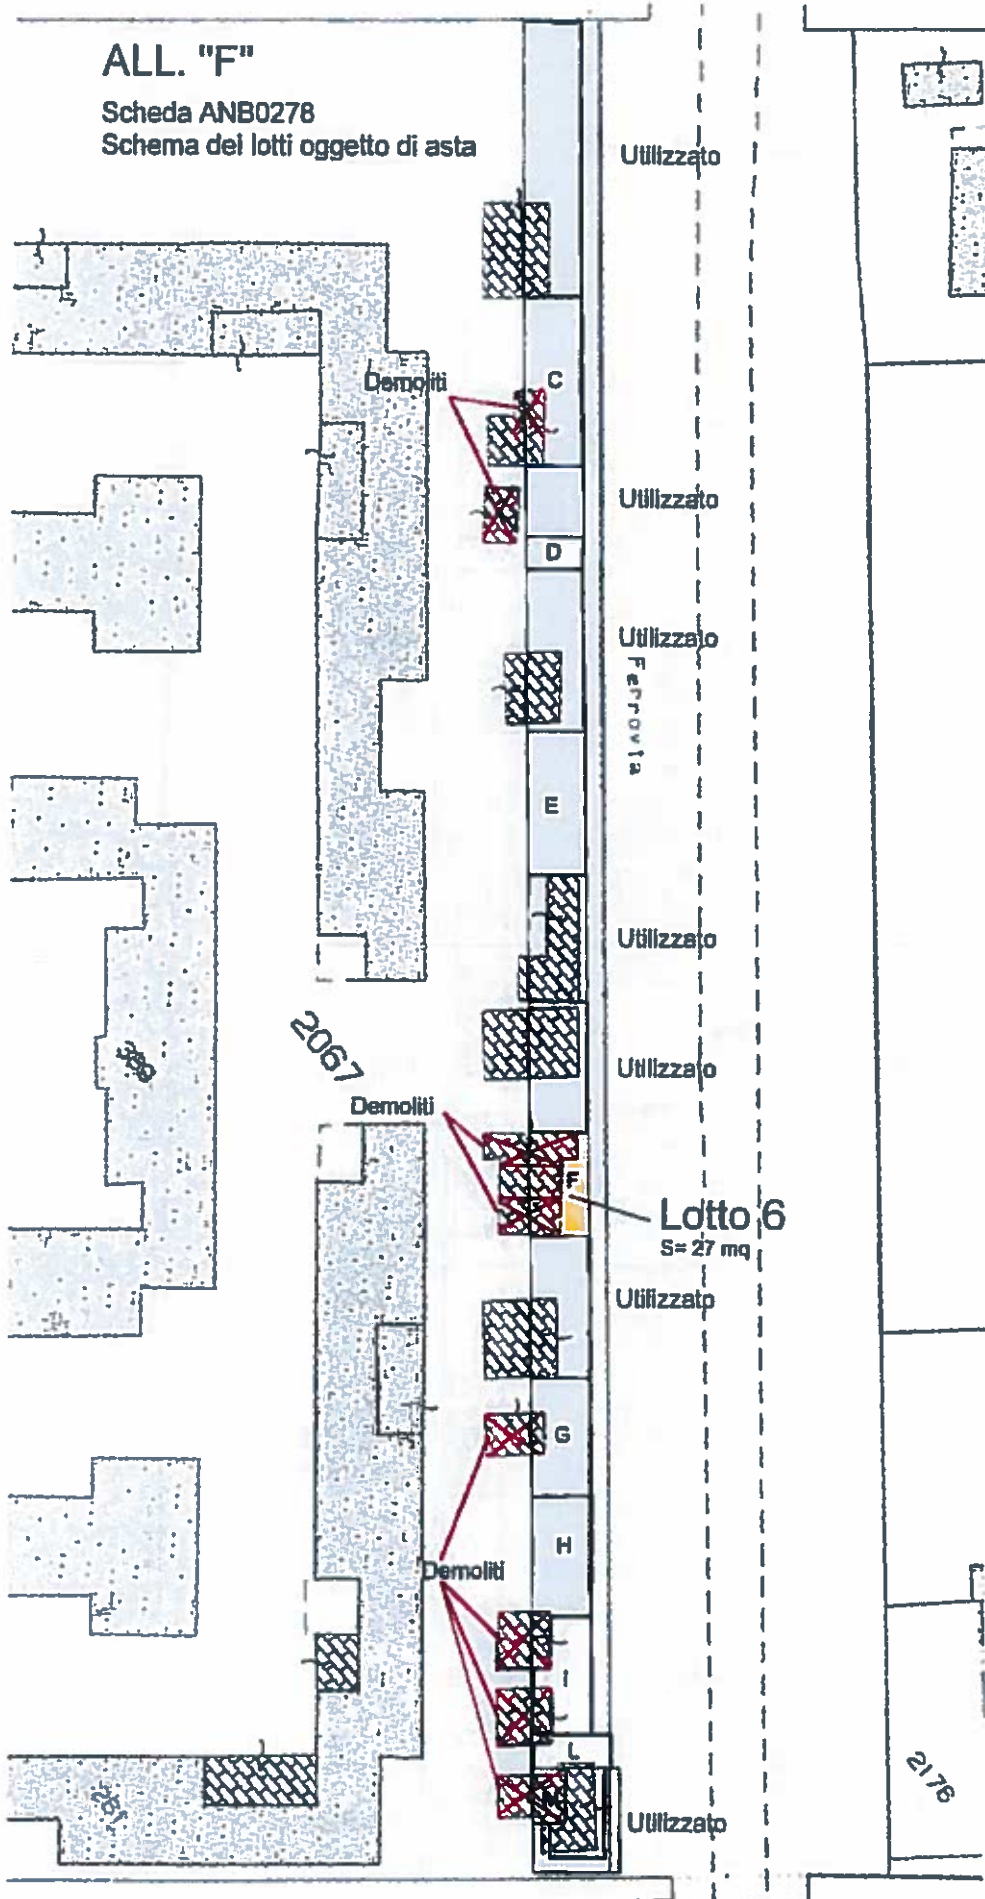 ALL. "F"
Scheda ANB0278
Schema dei lotti oggetto di asta
Utilizzato
Demoliti
C
Utilizzato
D
Utilizzato
Ferrovia
E
Utilizzato
2067
Utilizzato
Demoliti
F
Lotto 6
S= 27 mq
Utilizzato
G
Demoliti
H
I
L
2176
Utilizzato